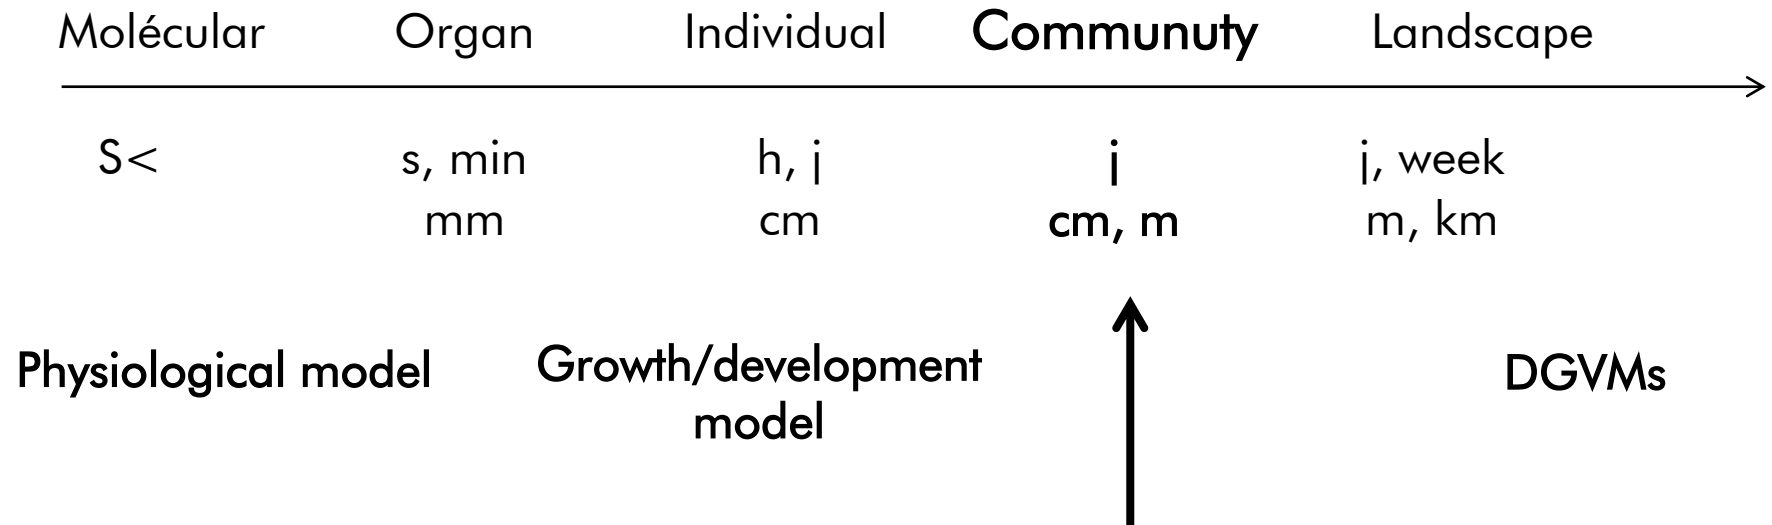 Molécular Organ Individual Communuty Landscape
S< s, min h, j j j, week
mm cm cm, m m, km
Physiological model Growth/development model DGVMs